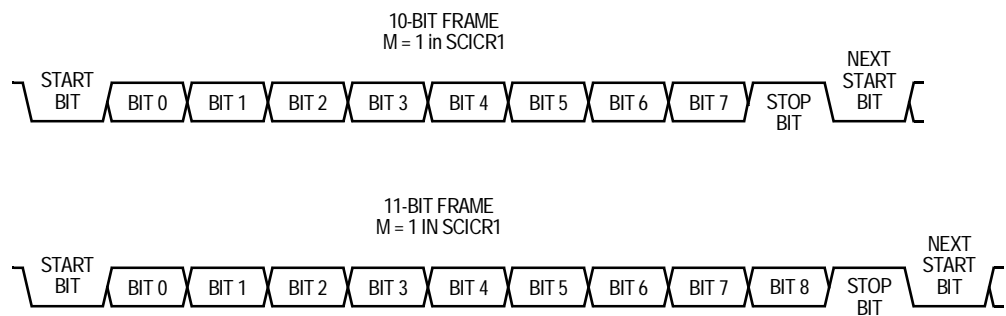 10-BIT FRAME
M = 1 in SCICR1
START
BIT
BIT 0
BIT 1
BIT 2
BIT 3
BIT 4
BIT 5
BIT 6
BIT 7
STOP
BIT
NEXT
START
BIT
11-BIT FRAME
M = 1 IN SCICR1
START
BIT
BIT 0
BIT 1
BIT 2
BIT 3
BIT 4
BIT 5
BIT 6
BIT 7
BIT 8
STOP
BIT
NEXT
START
BIT